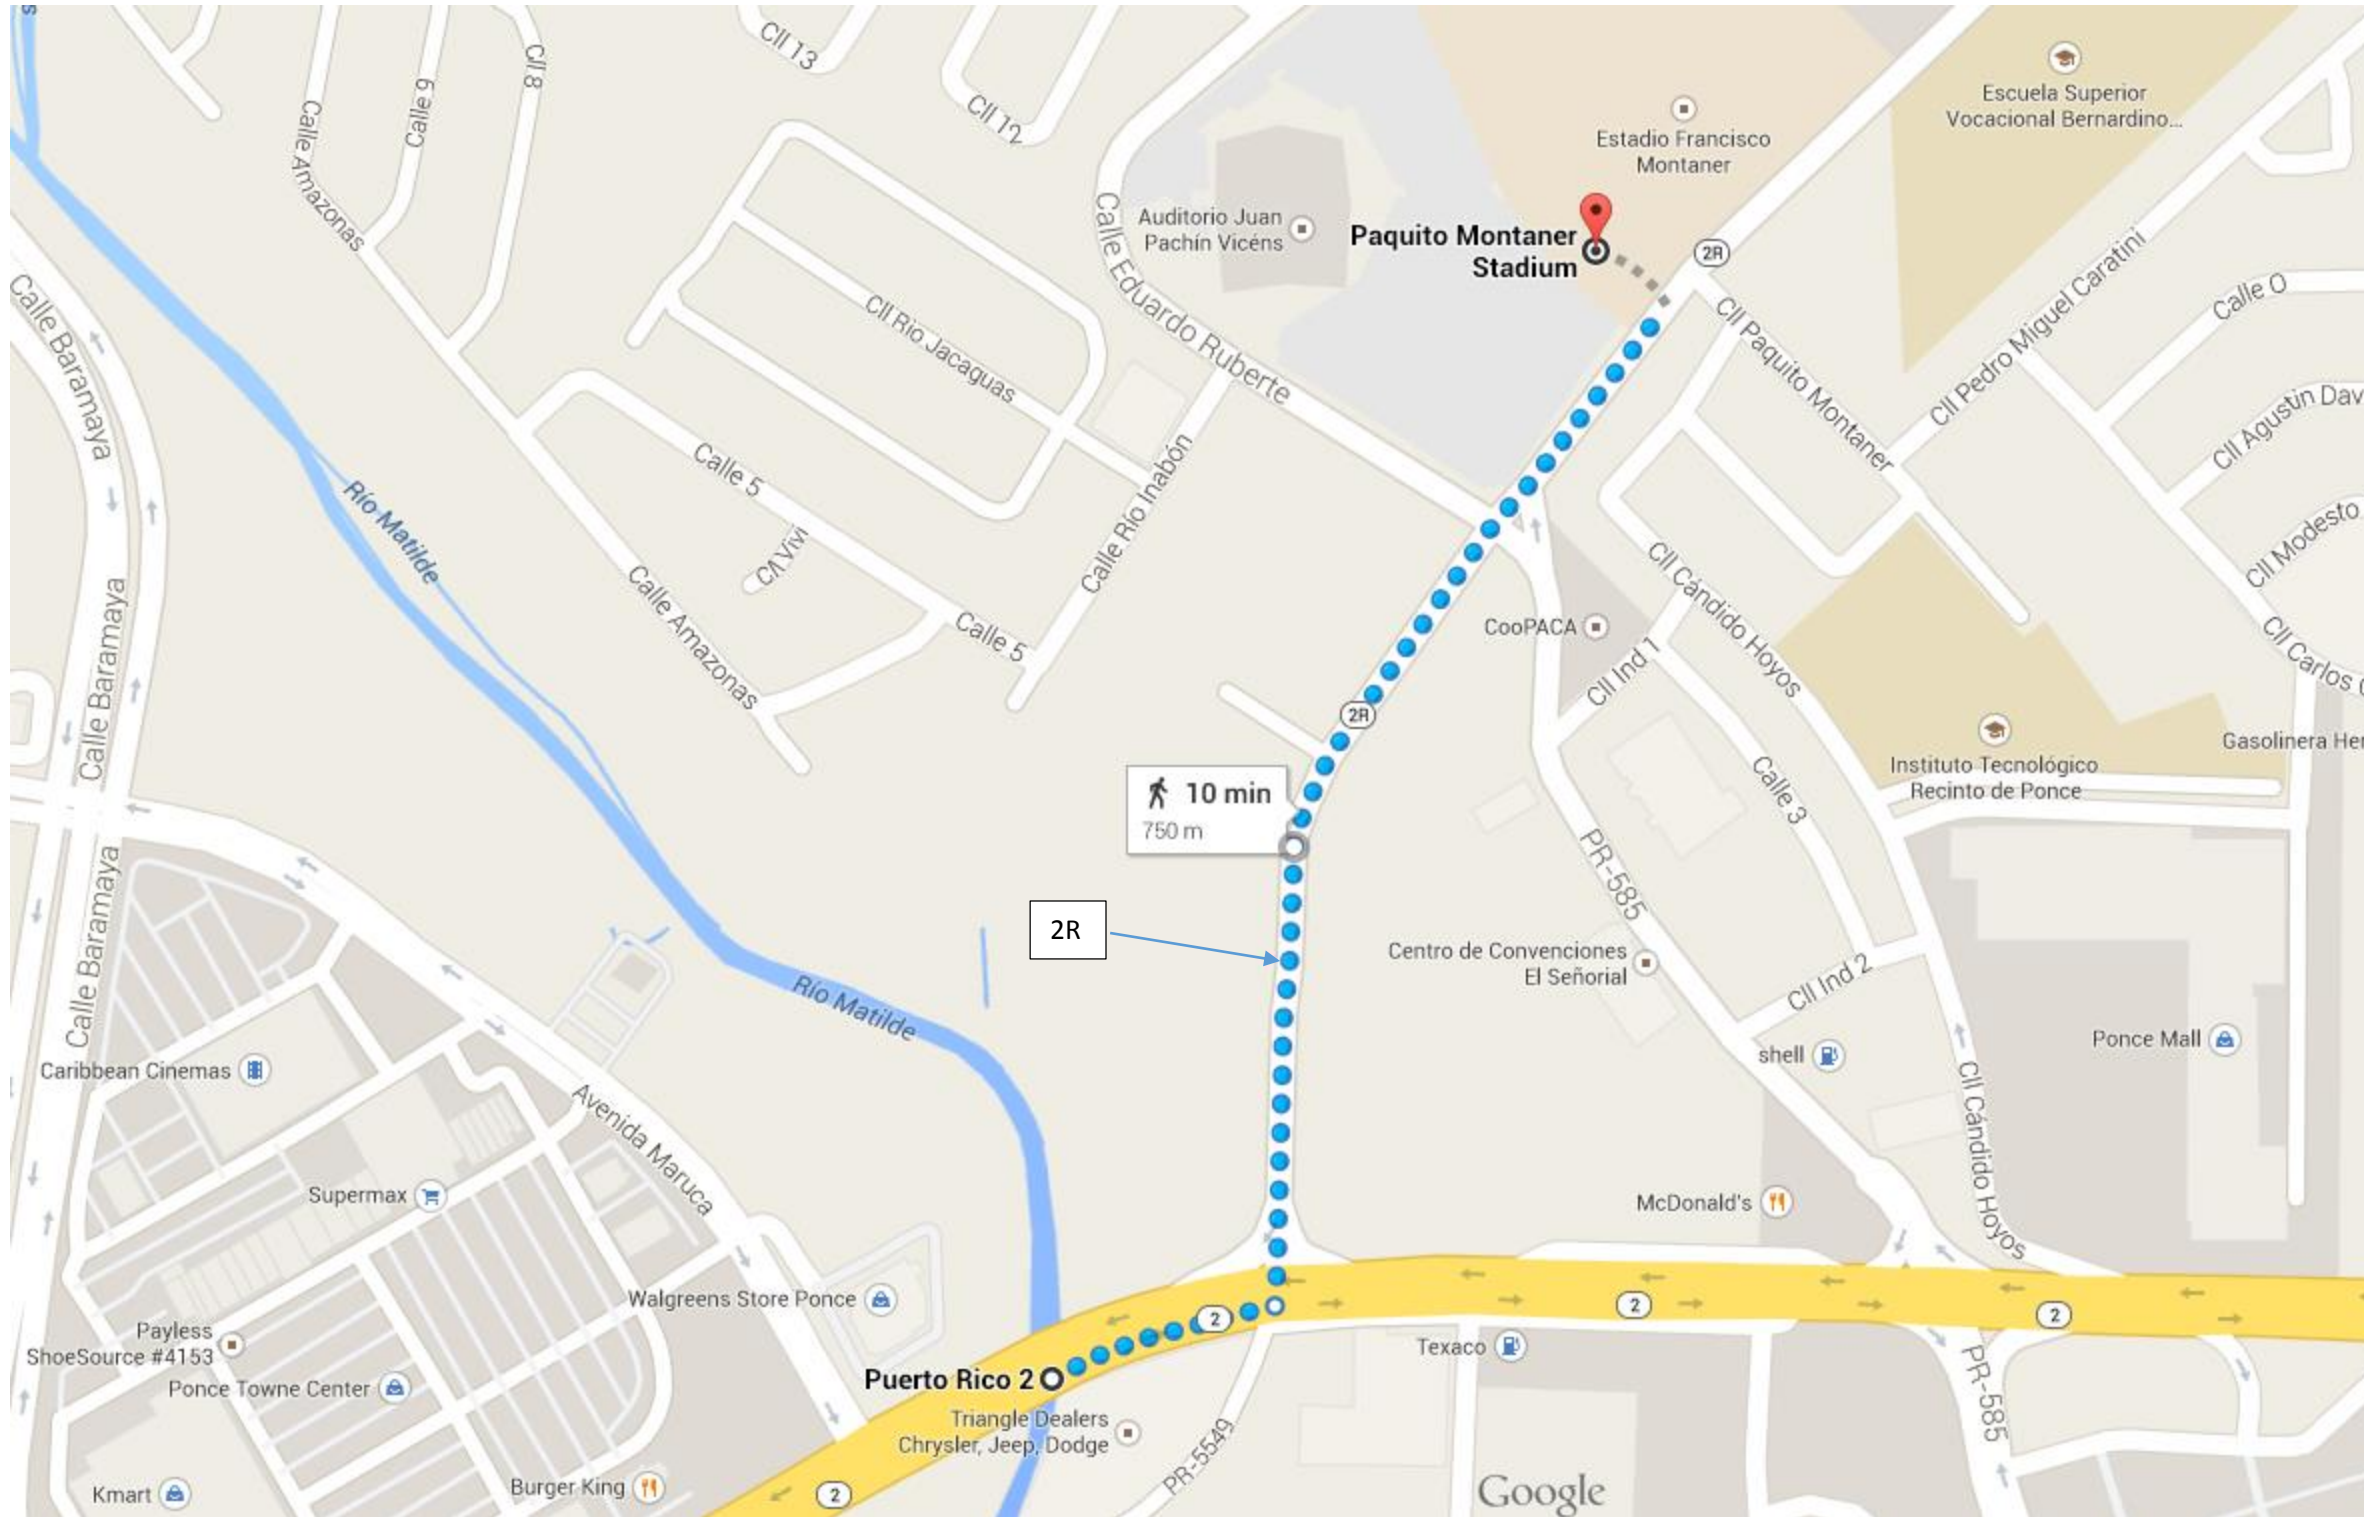 Cll 13
Cll 8
Calle 9
Calle Amazonas
Cll 12
Escuela Superior
Vocacional Bernardino...
Estadio Francisco
Montaner
Auditorio Juan
Pachín Vicéns
Paquito Montaner
Stadium
2R
Calle Eduardo Ruberte
Calle Baramaya
Cll Río Jacaguas
Cll Paquito Montaner
Cll Pedro Miguel Caratini
Calle O
Cll Agustin Dav
Cll Modesto
Calle 5
Calle Río Inabón
Río Matilde
C/I Vivi
Calle Amazonas
Calle 5
CooPACA
Cll Cándido Hoyos
Cll Ind 1
Cll Carlos
Calle Baramaya
2R
Gasolinera Her
Instituto Tecnológico
Recinto de Ponce
Calle 3
10 min
750 m
PR-585
2R
Calle Baramaya
Centro de Convenciones
El Señorial
Cll Ind 2
Río Matilde
Ponce Mall
shell
Caribbean Cinemas
Avenida Maruca
Cll Cándido Hoyos
Supermax
McDonald's
Walgreens Store Ponce
2
2
2
Payless
ShoeSource #4153
Texaco
Ponce Towne Center
Puerto Rico 2
Triangle Dealers
Chrysler, Jeep, Dodge
PR-585
PR-5549
Burger King
Kmart
2
Google